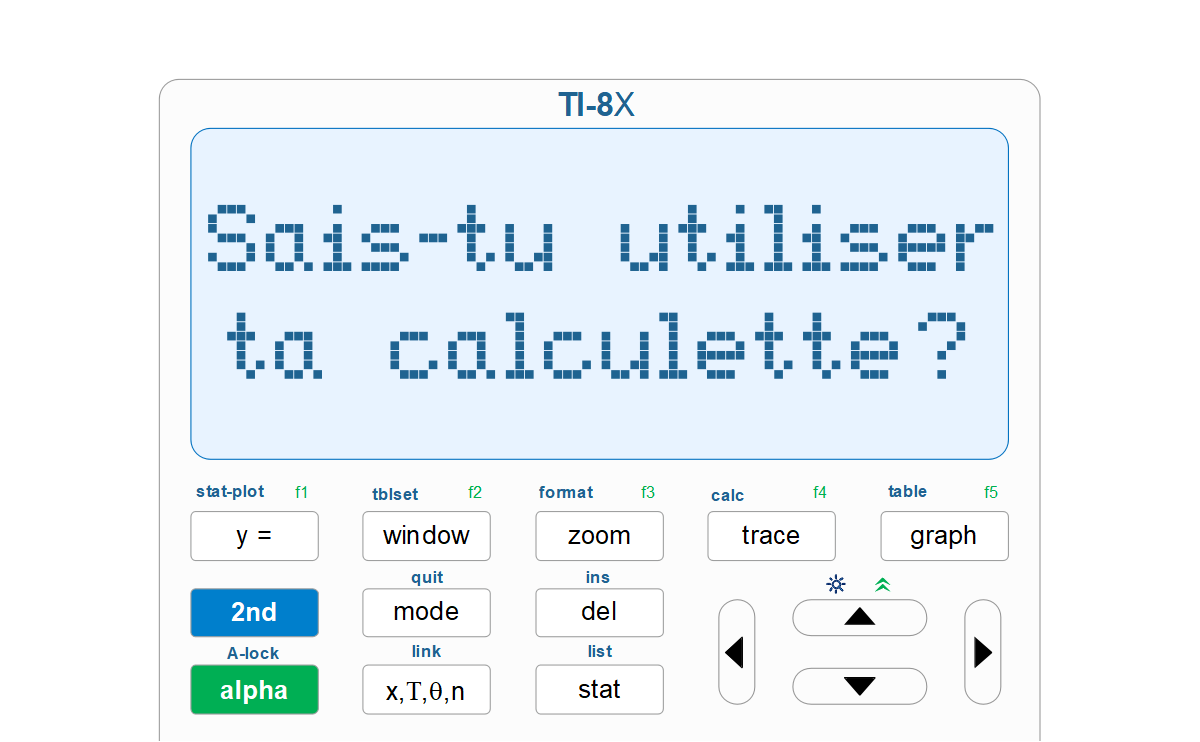 TI-8X
Sais-tu utiliser
ta calculette?
stat-plot f1 tblset f2 format f3 calc f4 table f5
y = window zoom trace graph
quit ins
2nd mode del
A-lock link list
alpha x,T,θ,n stat